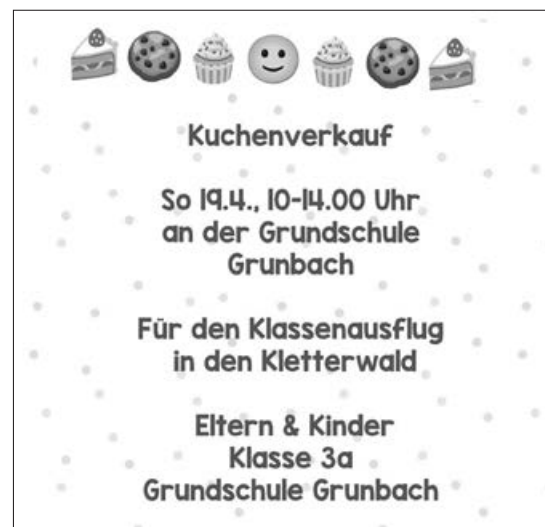 Kuchenverkauf
So 19.4., 10-14.00 Uhr
an der Grundschule
Grunbach
Für den Klassenausflug
in den Kletterwald
Eltern & Kinder
Klasse 3a
Grundschule Grunbach